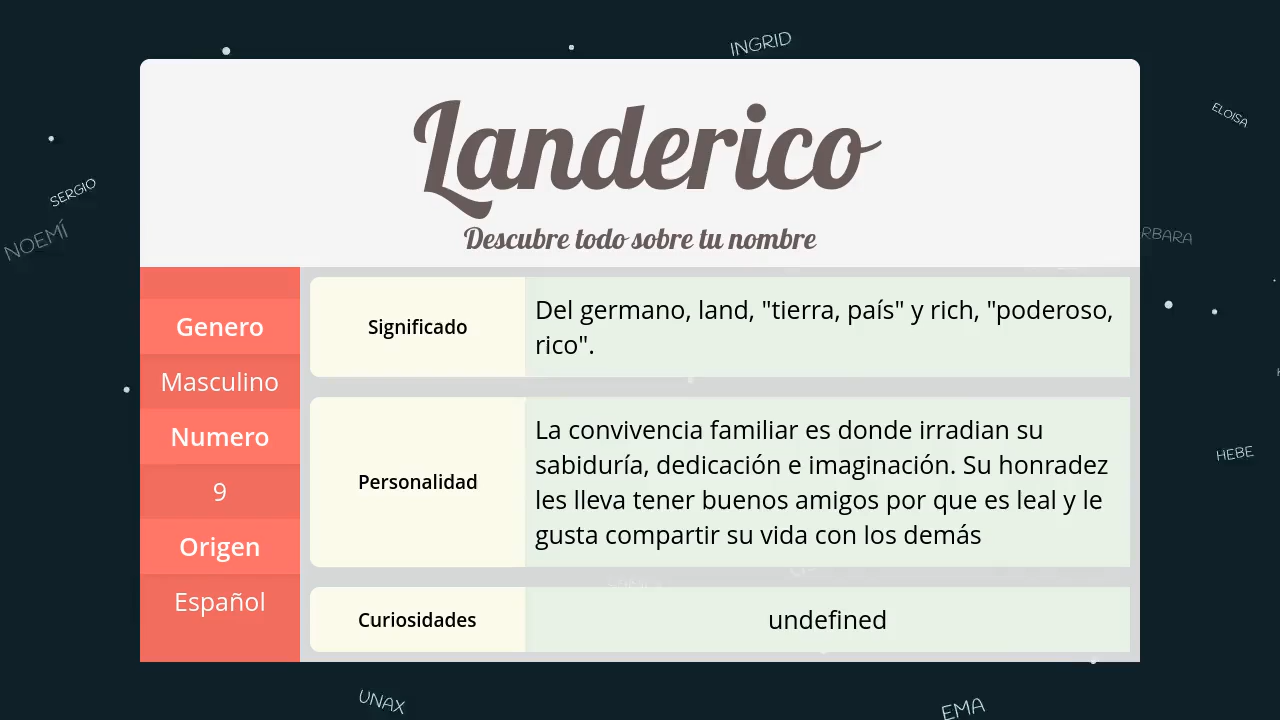 INGRID
ELOISA
SERGIO
NOEMÍ
RBARA
Landerico
Descubre todo sobre tu nombre
Genero
Masculino
Numero
9
Origen
Español
Significado
Del germano, land, "tierra, país" y rich, "poderoso,
rico".
Personalidad
La convivencia familiar es donde irradian su
sabiduría, dedicación e imaginación. Su honradez
les lleva tener buenos amigos por que es leal y le
gusta compartir su vida con los demás
Curiosidades
undefined
HEBE
UNAX
EMA